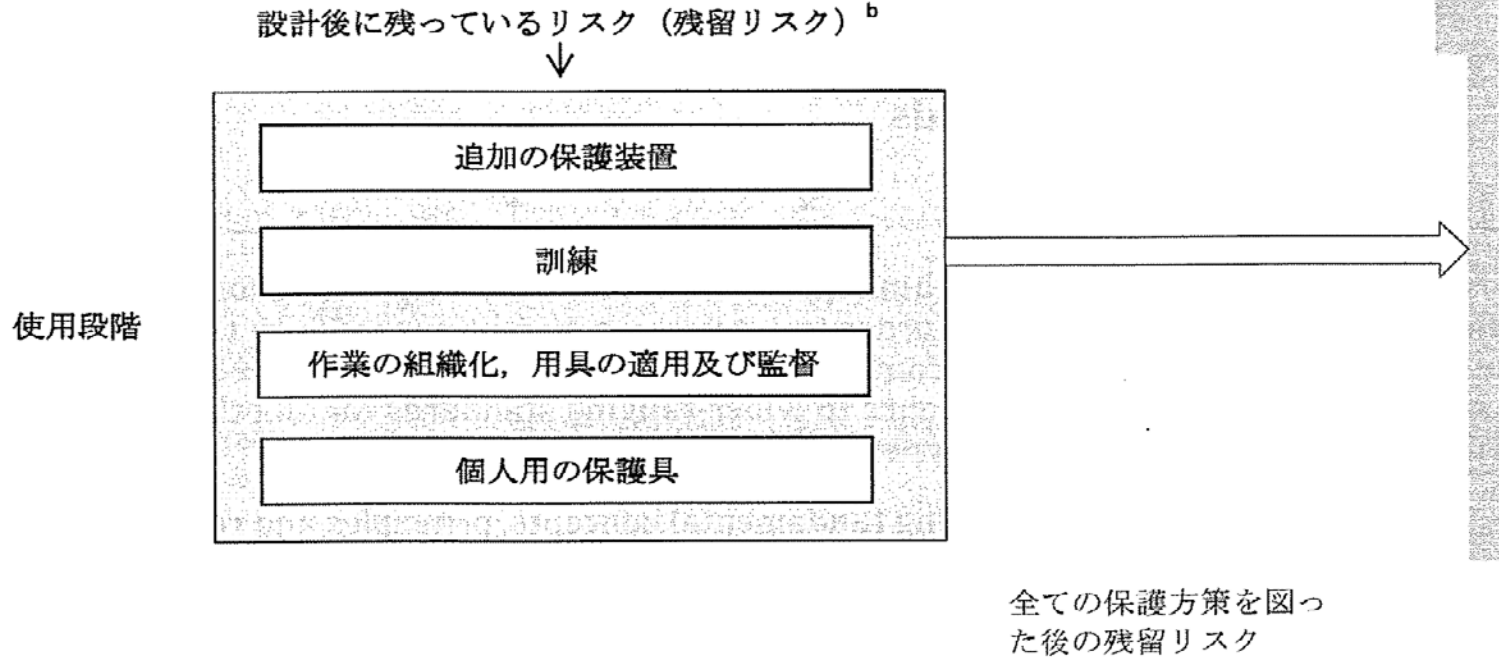 設計後に残っているリスク（残留リスク）b
追加の保護装置
訓練
使用段階
作業の組織化，用具の適用及び監督
個人用の保護具
全ての保護方策を図っ
た後の残留リスク